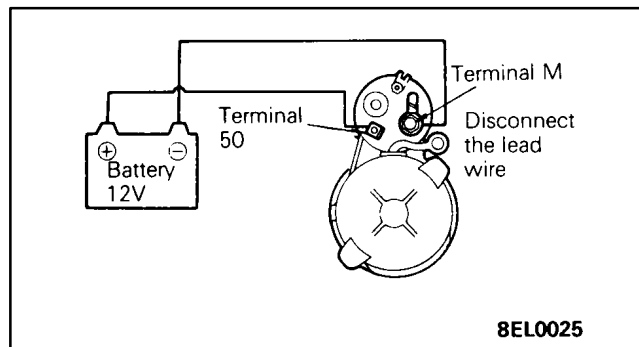 Terminal M
Terminal
50
Disconnect
the lead
wire
+
−
Battery
12V
8EL0025